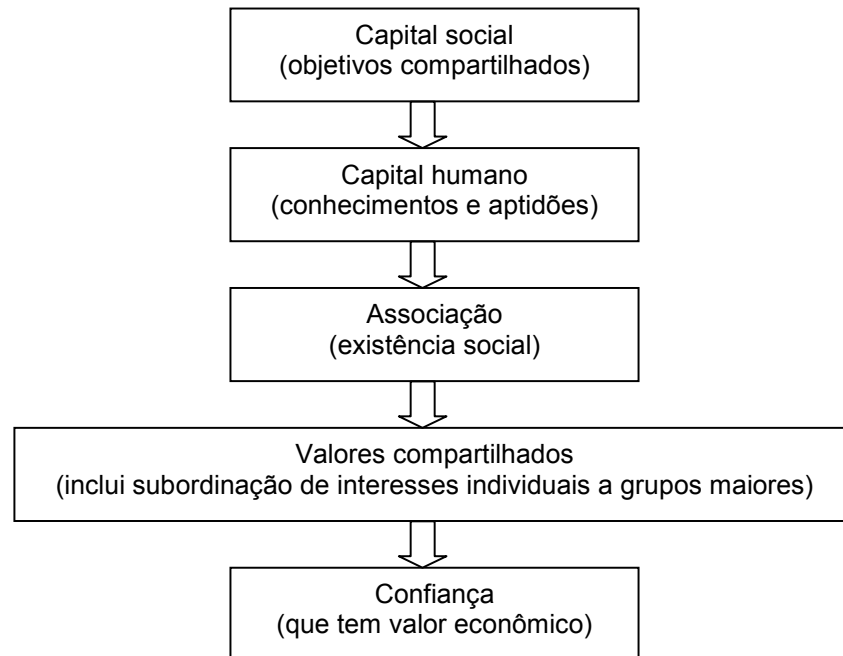 Capital social
(objetivos compartilhados)
Capital humano
(conhecimentos e aptidões)
Associação
(existência social)
Valores compartilhados
(inclui subordinação de interesses individuais a grupos maiores)
Confiança
(que tem valor econômico)